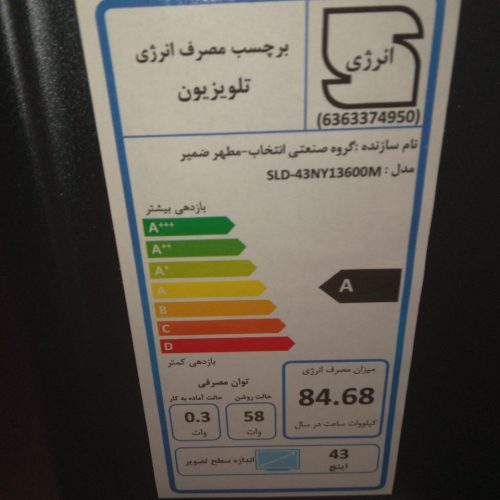 برچسب مصرف انرژی
تلویزیون
انرژی
(6363374950)
نام سازنده :گروه صنعتی انتخاب-مطهر ضمیر
مدل : SLD-43NY13600M
بازدهی بیشتر
A+++
A++
A+
A
B
C
D
A
بازدهی کمتر
توان مصرفی
حالت روشن
58
وات
حالت آماده به کار
0.3
وات
میزان مصرف انرژی
84.68
کیلووات ساعت در سال
43
اینچ
اندازه سطح تصویر